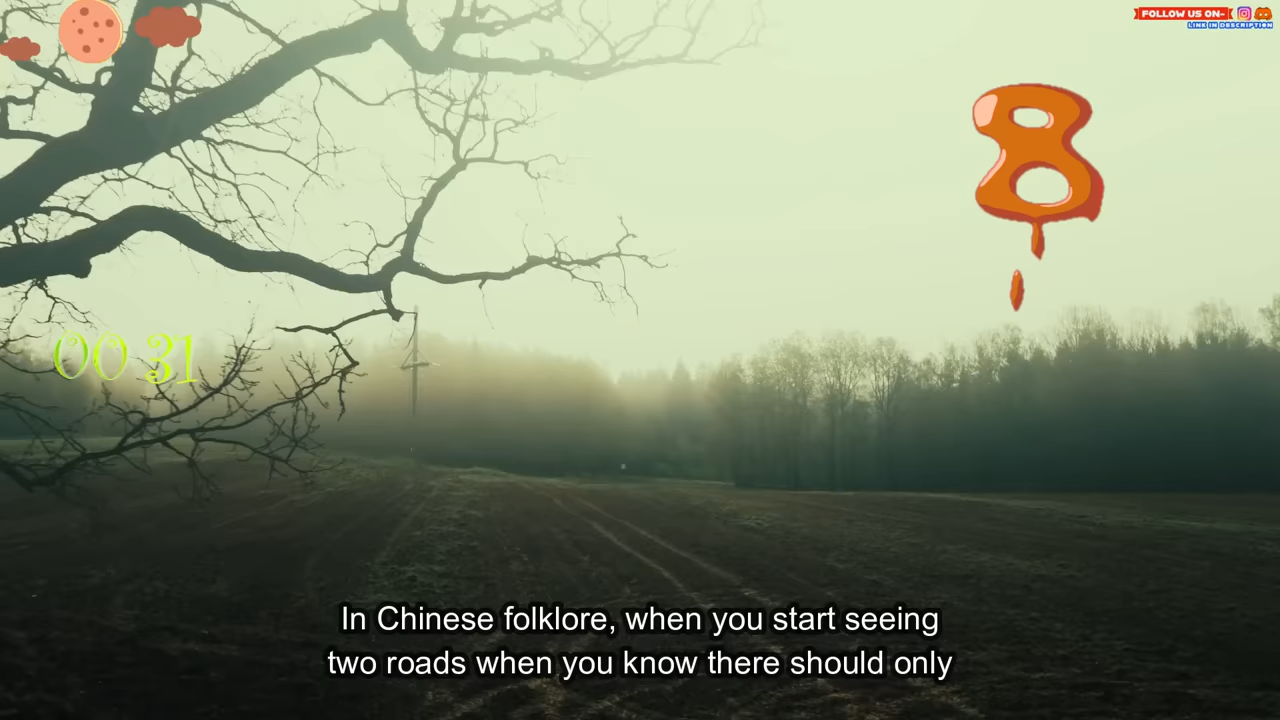 FOLLOW US ON-
LINK IN DESCRIPTION
8
00 31
In Chinese folklore, when you start seeing
two roads when you know there should only